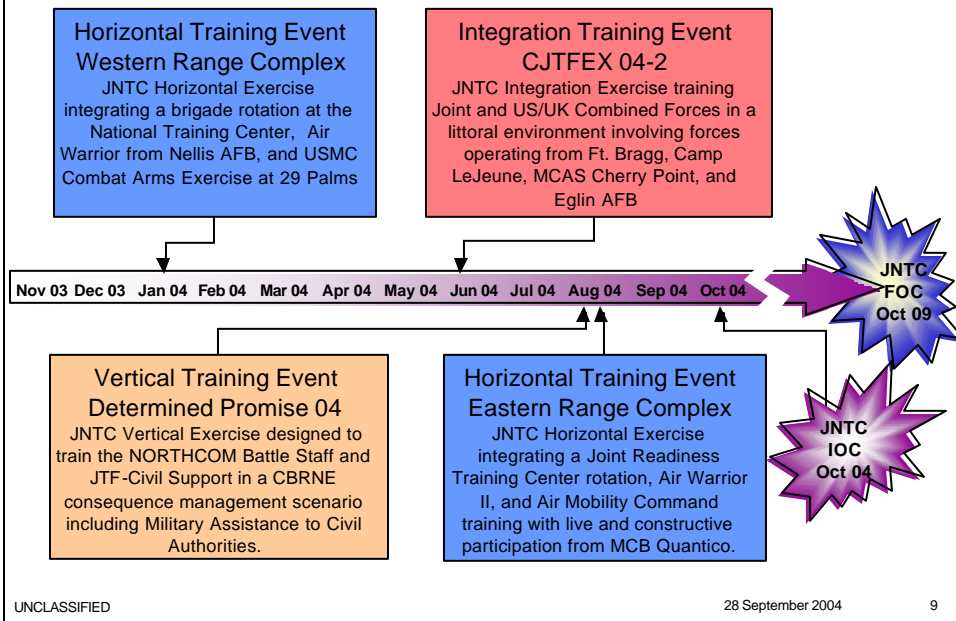 Horizontal Training Event
Western Range Complex
JNTC Horizontal Exercise
integrating a brigade rotation at the
National Training Center, Air
Warrior from Nellis AFB, and USMC
Combat Arms Exercise at 29 Palms
Integration Training Event
CJTFEX 04-2
JNTC Integration Exercise training
Joint and US/UK Combined Forces in a
littoral environment involving forces
operating from Ft. Bragg, Camp
LeJeune, MCAS Cherry Point, and
Eglin AFB
Nov 03 Dec 03 Jan 04 Feb 04 Mar 04 Apr 04 May 04 Jun 04 Jul 04 Aug 04 Sep 04 Oct 04
JNTC
FOC
Oct 09
Vertical Training Event
Determined Promise 04
JNTC Vertical Exercise designed to
train the NORTHCOM Battle Staff and
JTF-Civil Support in a CBRNE
consequence management scenario
including Military Assistance to Civil
Authorities.
Horizontal Training Event
Eastern Range Complex
JNTC Horizontal Exercise
integrating a Joint Readiness
Training Center rotation, Air Warrior
II, and Air Mobility Command
training with live and constructive
participation from MCB Quantico.
JNTC
IOC
Oct 04
UNCLASSIFIED
28 September 2004
9